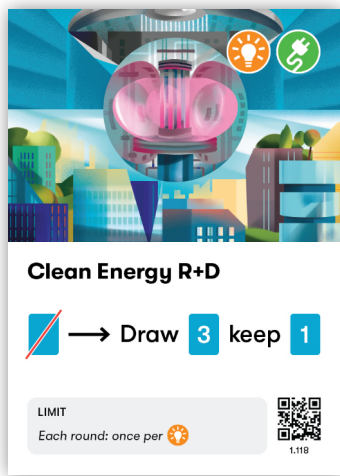 Clean Energy R+D
→ Draw 3 keep 1
LIMIT
Each round: once per
1.118